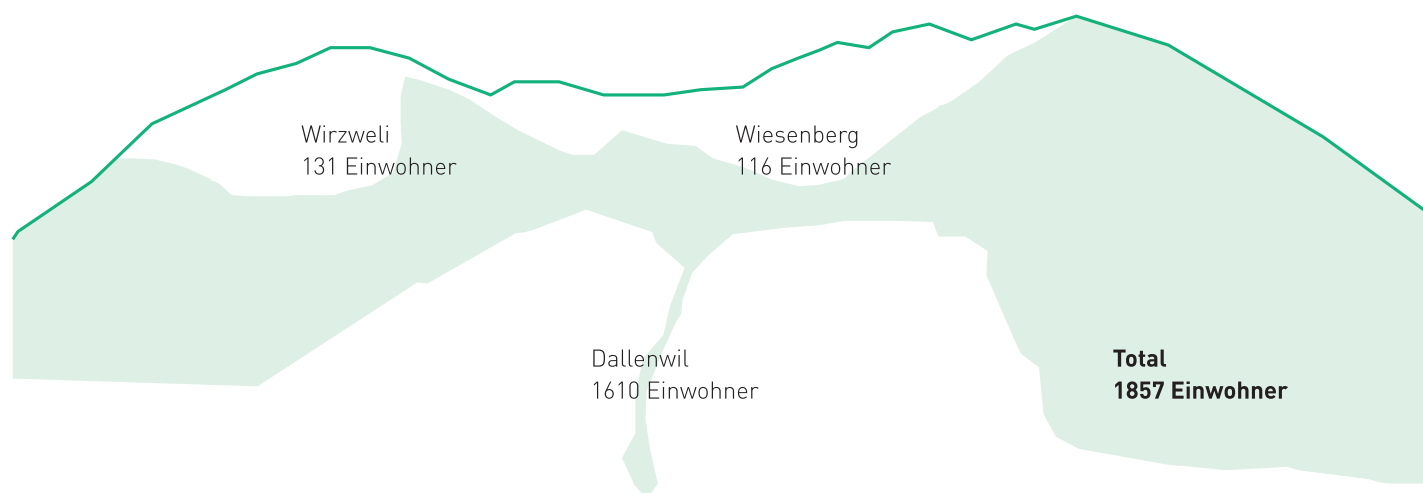 Wirzweli
131 Einwohner
Wiesenberg
116 Einwohner
Dallenwil
1610 Einwohner
Total
1857 Einwohner